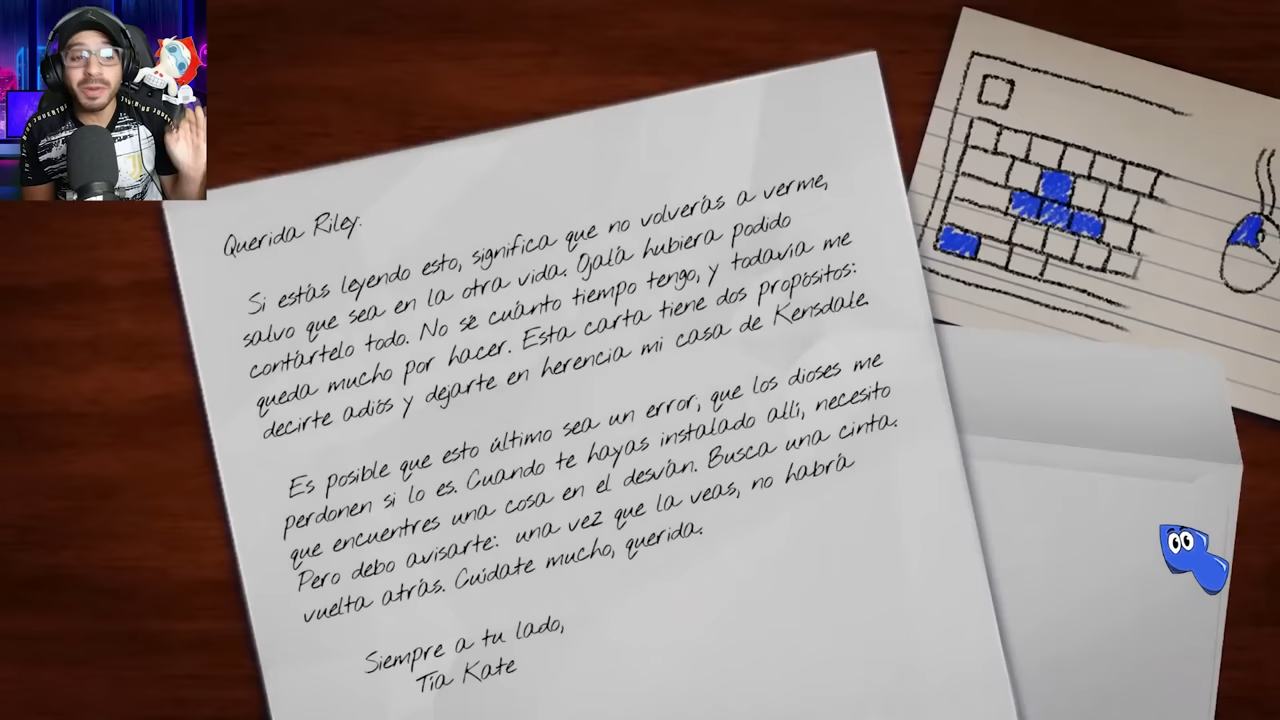 Querida Riley:
Si estás leyendo esto, significa que no volverás a verme,
salvo que sea en la otra vida. Ojalá hubiera podido
contártelo todo. No sé cuánto tiempo tengo, y todavía me
queda mucho por hacer. Esta carta tiene dos propósitos:
decirte adiós y dejarte en herencia mi casa de Kensdale.
Es posible que esto último sea un error; que los dioses me
perdonen si lo es. Cuando te hayas instalado allí, necesito
que encuentres una cosa en el desván. Busca una cinta.
Pero debo avisarte: una vez que la veas, no habrá
vuelta atrás. Cuídate mucho, querida.
Siempre a tu lado,
Tía Kate